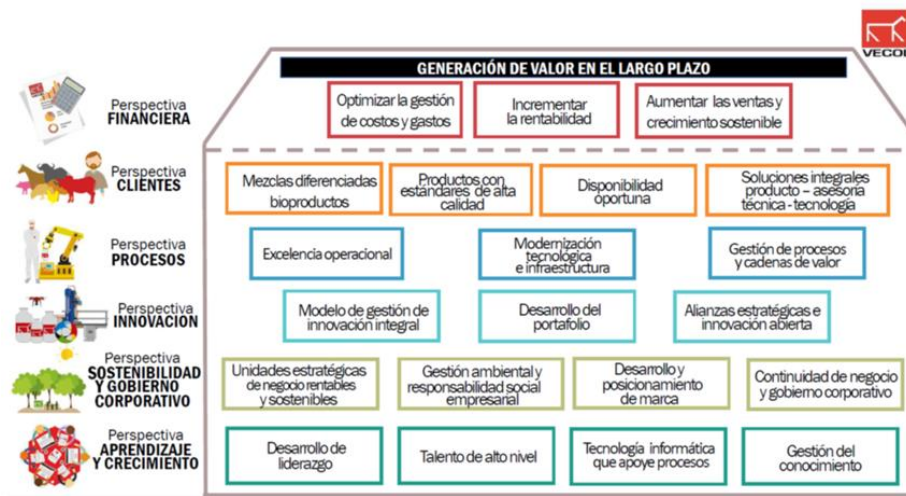 VECOL
GENERACIÓN DE VALOR EN EL LARGO PLAZO
Perspectiva
FINANCIERA
Optimizar la gestión
de costos y gastos
Incrementar
la rentabilidad
Aumentar las ventas y
crecimiento sostenible
Perspectiva
CLIENTES
Mezclas diferenciadas
bioproductos
Productos con
estándares de alta
calidad
Disponibilidad
oportuna
Soluciones integrales
producto – asesoría
técnica - tecnología
Perspectiva
PROCESOS
Excelencia operacional
Modernización
tecnológica
e infraestructura
Gestión de procesos
y cadenas de valor
Perspectiva
INNOVACION
Modelo de gestión de
innovación integral
Desarrollo del
portafolio
Alianzas estratégicas e
innovación abierta
Perspectiva
SOSTENIBILIDAD
Y GOBIERNO
CORPORATIVO
Unidades estratégicas
de negocio rentables
y sostenibles
Gestión ambiental y
responsabilidad social
empresarial
Desarrollo y
posicionamiento
de marca
Continuidad de negocio
y gobierno corporativo
Perspectiva
APRENDIZAJE
Y CRECIMIENTO
Desarrollo de
liderazgo
Talento de alto nivel
Tecnología informática
que apoye procesos
Gestión del
conocimiento